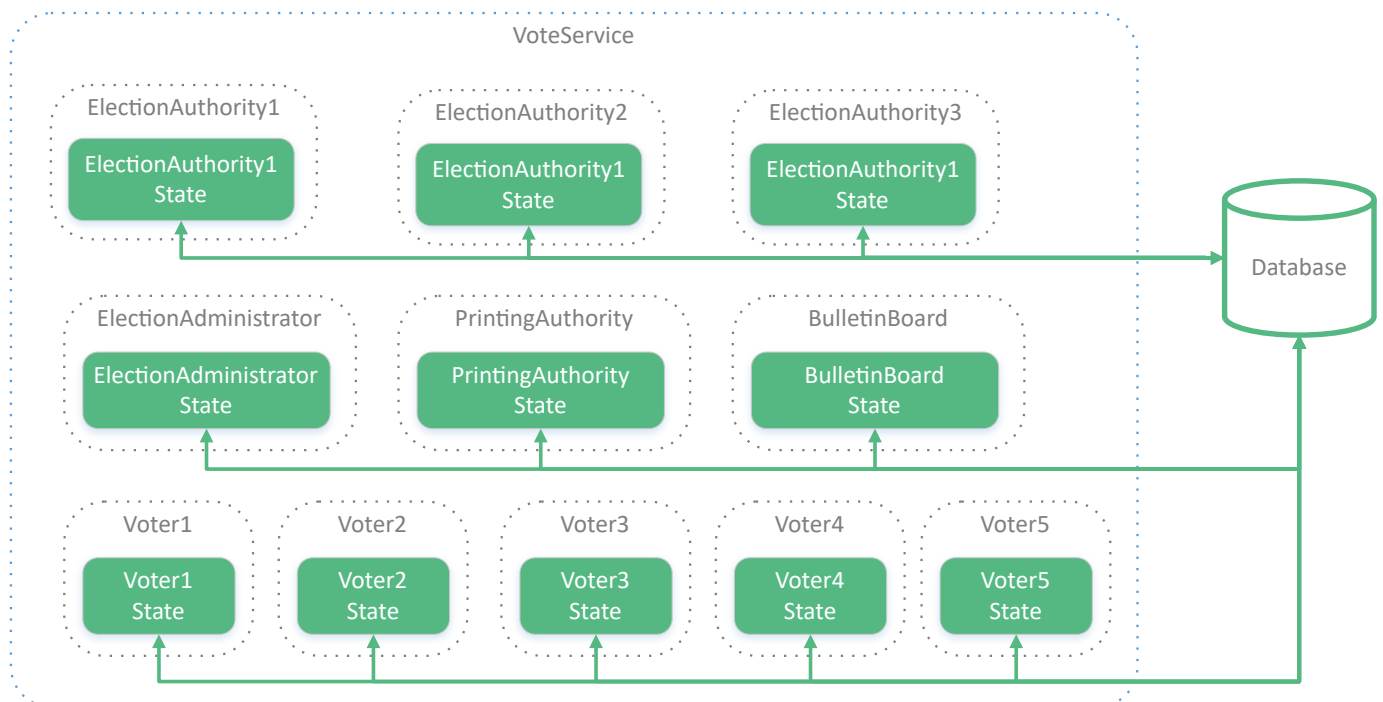 VoteService
ElectionAuthority1
ElectionAuthority2
ElectionAuthority3
ElectionAuthority1
State
ElectionAuthority1
State
ElectionAuthority1
State
Database
ElectionAdministrator
PrintingAuthority
BulletinBoard
ElectionAdministrator
State
PrintingAuthority
State
BulletinBoard
State
Voter1
Voter2
Voter3
Voter4
Voter5
Voter1
State
Voter2
State
Voter3
State
Voter4
State
Voter5
State